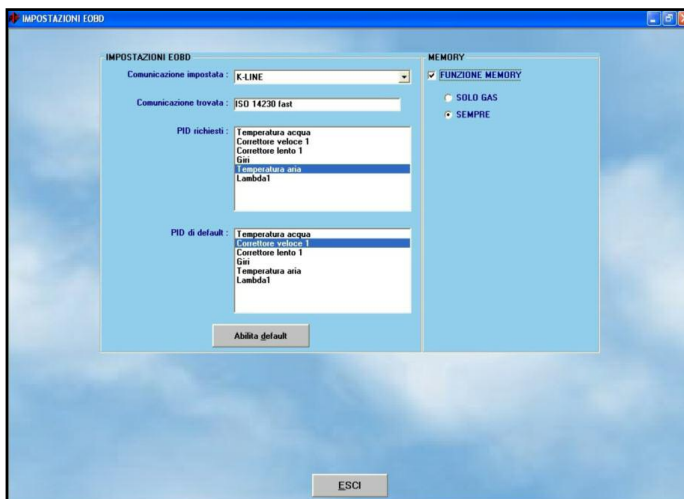 IMPOSTAZIONI EOBD
IMPOSTAZIONI EOBD
Comunicazione impostata : K-LINE
Comunicazione trovata : ISO 14230 fast
PID richiesti :
Temperatura acqua
Correttore veloce 1
Correttore lento 1
Giri
Temperatura aria
Lambda1
PID di default :
Temperatura acqua
Correttore veloce 1
Correttore lento 1
Giri
Temperatura aria
Lambda1
Abilita default
MEMORY
FUNZIONE MEMORY
SOLO GAS
SEMPRE
ESCI